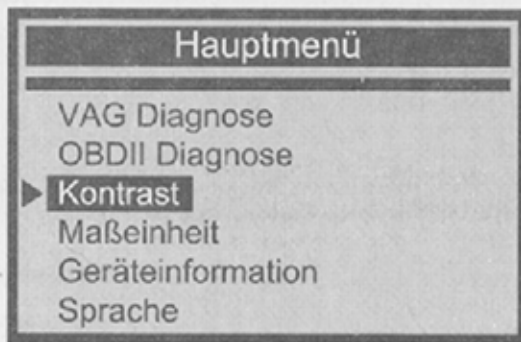 Hauptmenü
VAG Diagnose
OBDII Diagnose
Kontrast
Maßeinheit
Geräteinformation
Sprache